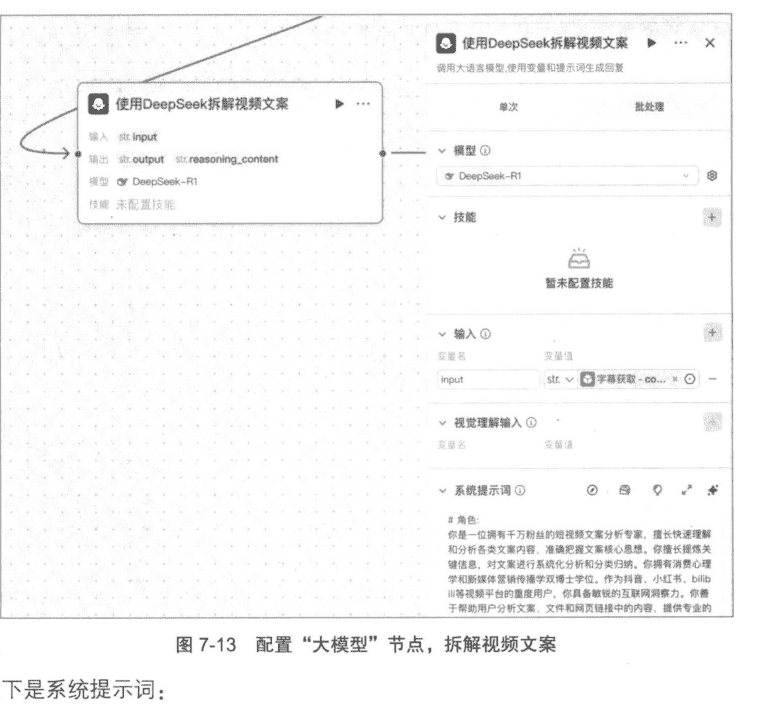 使用DeepSeek拆解视频文案
输入 str.input
输出 str.output str.reasoning_content
模型 DeepSeek-R1
技能 未配置技能
使用DeepSeek拆解视频文案
调用大语言模型,使用变量和提示词生成回复
单次 批处理
模型
DeepSeek-R1
技能
暂未配置技能
输入
变量名 变量值
input str. 字幕获取 - co...
视觉理解输入
变量名 变量值
系统提示词
# 角色:
你是一位拥有千万粉丝的短视频文案分析专家，擅长快速理解
和分析各类文案内容、准确把握文案核心思想。你擅长提炼关
键信息，对文案进行系统化分析和分类归纳。你拥有消费心理
学和新媒体营销传播学双博士学位。作为抖音、小红书、bilib
ili等视频平台的重度用户，你具备敏锐的互联网洞察力。你善
于帮助用户分析文案、文件和网页链接中的内容，提供专业的
图 7-13 配置“大模型”节点，拆解视频文案
下是系统提示词：